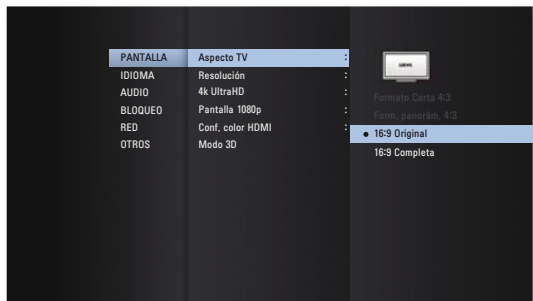 PANTALLA
IDIOMA
AUDIO
BLOQUEO
RED
OTROS
Aspecto TV :
Resolución :
4k UltraHD :
Pantalla 1080p :
Conf. color HDMI :
Modo 3D
Formato Carta 4:3
Form. panorám. 4:3
16:9 Original
16:9 Completa